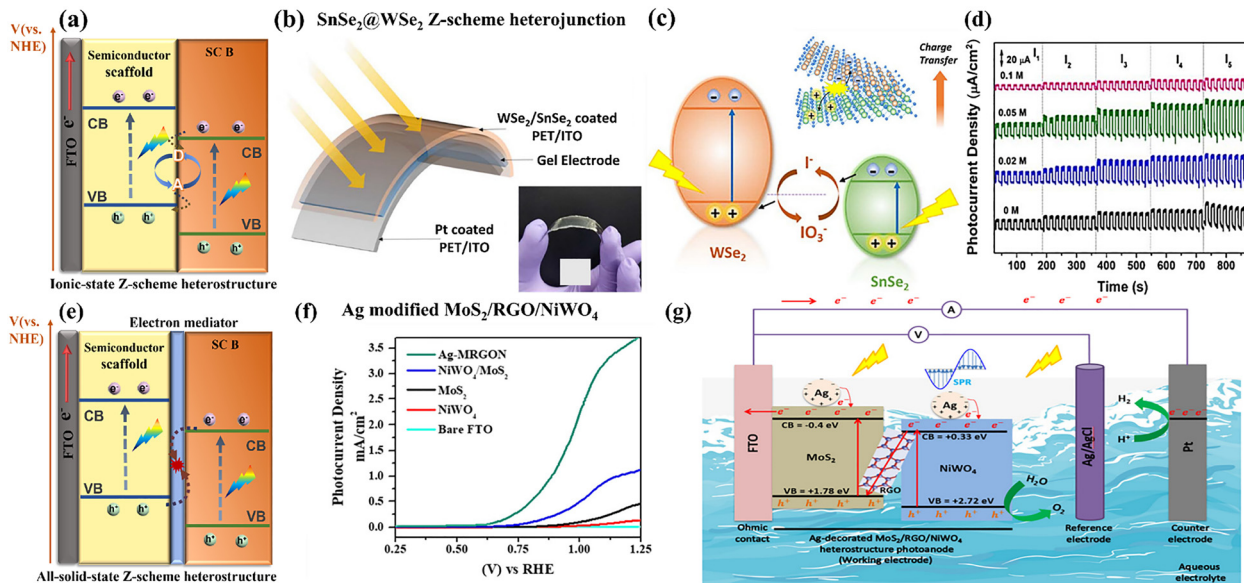 (a)
V(vs.
NHE)
Semiconductor
scaffold
SC B
e⁻
e⁻
e⁻
e⁻
CB
CB
D
A
VB
VB
h⁺
h⁺
h⁺
h⁺
FTO e⁻
Ionic-state Z-scheme heterostructure
(b)
SnSe₂@WSe₂ Z-scheme heterojunction
WSe₂/SnSe₂ coated
PET/ITO
Gel Electrode
Pt coated
PET/ITO
(c)
Charge
Transfer
I⁻
IO₃⁻
WSe₂
SnSe₂
(d)
Photocurrent Density (μA/cm²)
20 μA
I₁
I₂
I₃
I₄
I₅
0.1 M
0.05 M
0.02 M
0 M
100 200 300 400 500 600 700 800
Time (s)
(e)
V(vs.
NHE)
Electron mediator
Semiconductor
scaffold
SC B
e⁻
e⁻
e⁻
e⁻
CB
CB
VB
VB
h⁺
h⁺
h⁺
h⁺
FTO e⁻
All-solid-state Z-scheme heterostructure
(f)
Ag modified MoS₂/RGO/NiWO₄
Photocurrent Density
mA/cm²
3.5
3.0
2.5
2.0
1.5
1.0
0.5
0.0
Ag-MRGON
NiWO₄/MoS₂
MoS₂
NiWO₄
Bare FTO
0.25 0.50 0.75 1.00 1.25
(V) vs RHE
(g)
e⁻ e⁻ e⁻ e⁻ e⁻ e⁻
A
V
SPR
Ag
Ag
e⁻
e⁻
FTO
e⁻ e⁻ e⁻ e⁻
CB = -0.4 eV
MoS₂
VB = +1.78 eV
h⁺ h⁺ h⁺ h⁺
RGO
e⁻ e⁻ e⁻ e⁻
CB = +0.33 eV
NiWO₄
VB = +2.72 eV
h⁺ h⁺ h⁺ h⁺
H₂O
O₂
Ag/AgCl
H₂
H⁺
e⁻ e⁻ e⁻
Pt
Ohmic
contact
Ag-decorated MoS₂/RGO/NiWO₄
heterostructure photoanode
(Working electrode)
Reference
electrode
Counter
electrode
Aqueous
electrolyte